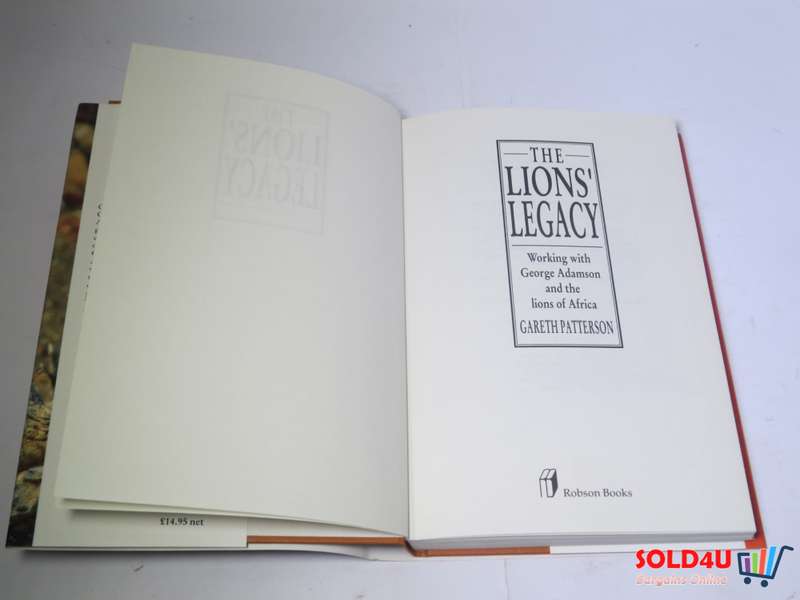 THE
LIONS'
LEGACY
Working with
George Adamson
and the
lions of Africa
GARETH PATTERSON
Robson Books
£14.95 net
SOLD4U
Bargains Online